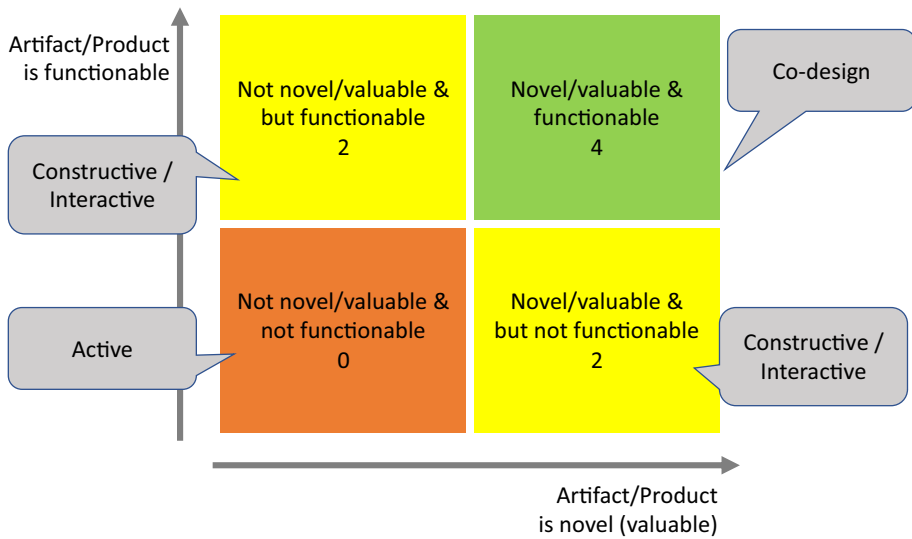 Artifact/Product
is functionable
Not novel/valuable &
but functionable
2
Novel/valuable &
functionable
4
Co-design
Constructive /
Interactive
Not novel/valuable &
not functionable
0
Novel/valuable &
but not functionable
2
Active
Constructive /
Interactive
Artifact/Product
is novel (valuable)